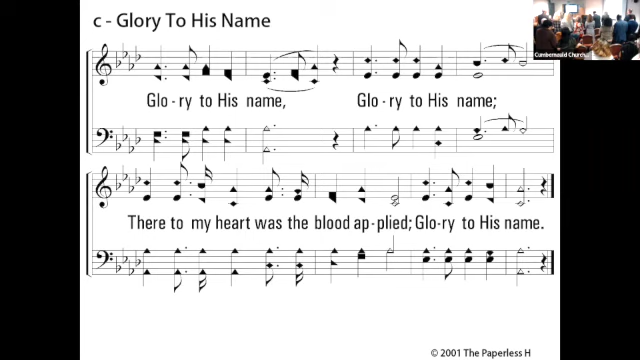 c - Glory To His Name
Cumbernauld Church...
Glo - ry to His name, Glo - ry to His name;
There to my heart was the blood ap - plied; Glo - ry to His name.
© 2001 The Paperless H